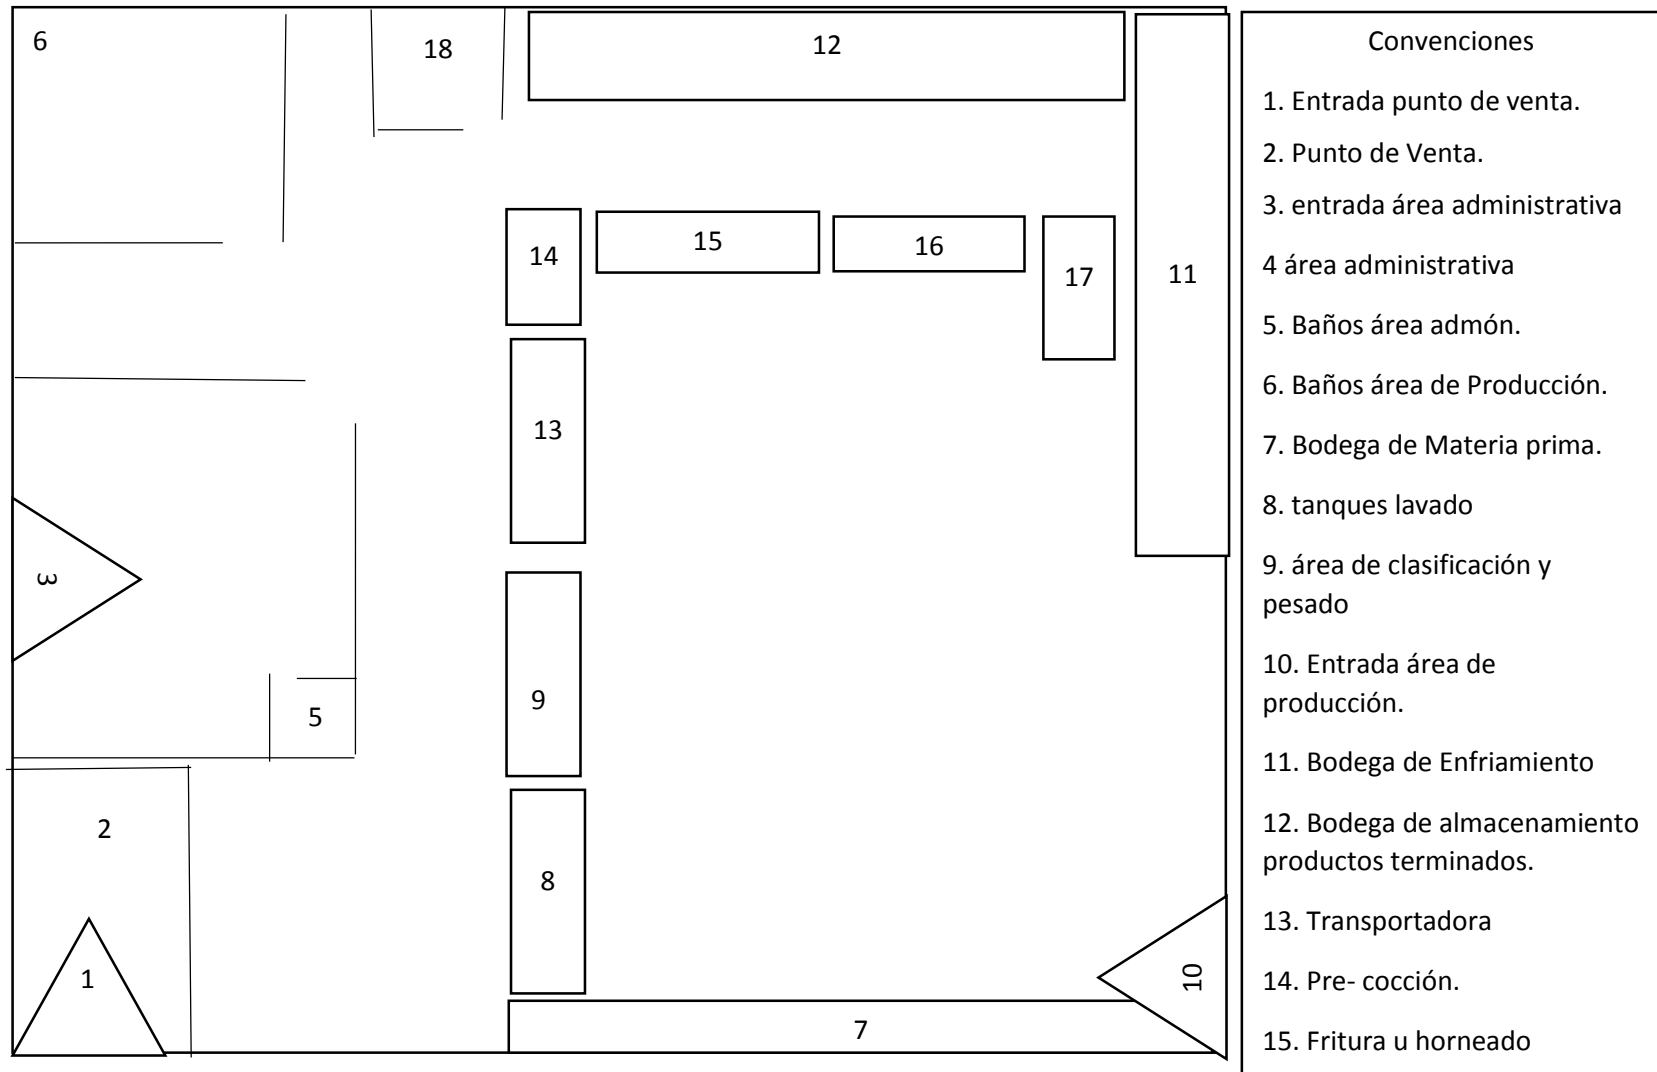 6
18
12
14
15
16
17
11
13
3
9
5
2
8
1
10
7
Convenciones
1. Entrada punto de venta.
2. Punto de Venta.
3. entrada área administrativa
4 área administrativa
5. Baños área admón.
6. Baños área de Producción.
7. Bodega de Materia prima.
8. tanques lavado
9. área de clasificación y
pesado
10. Entrada área de
producción.
11. Bodega de Enfriamiento
12. Bodega de almacenamiento
productos terminados.
13. Transportadora
14. Pre- cocción.
15. Fritura u horneado